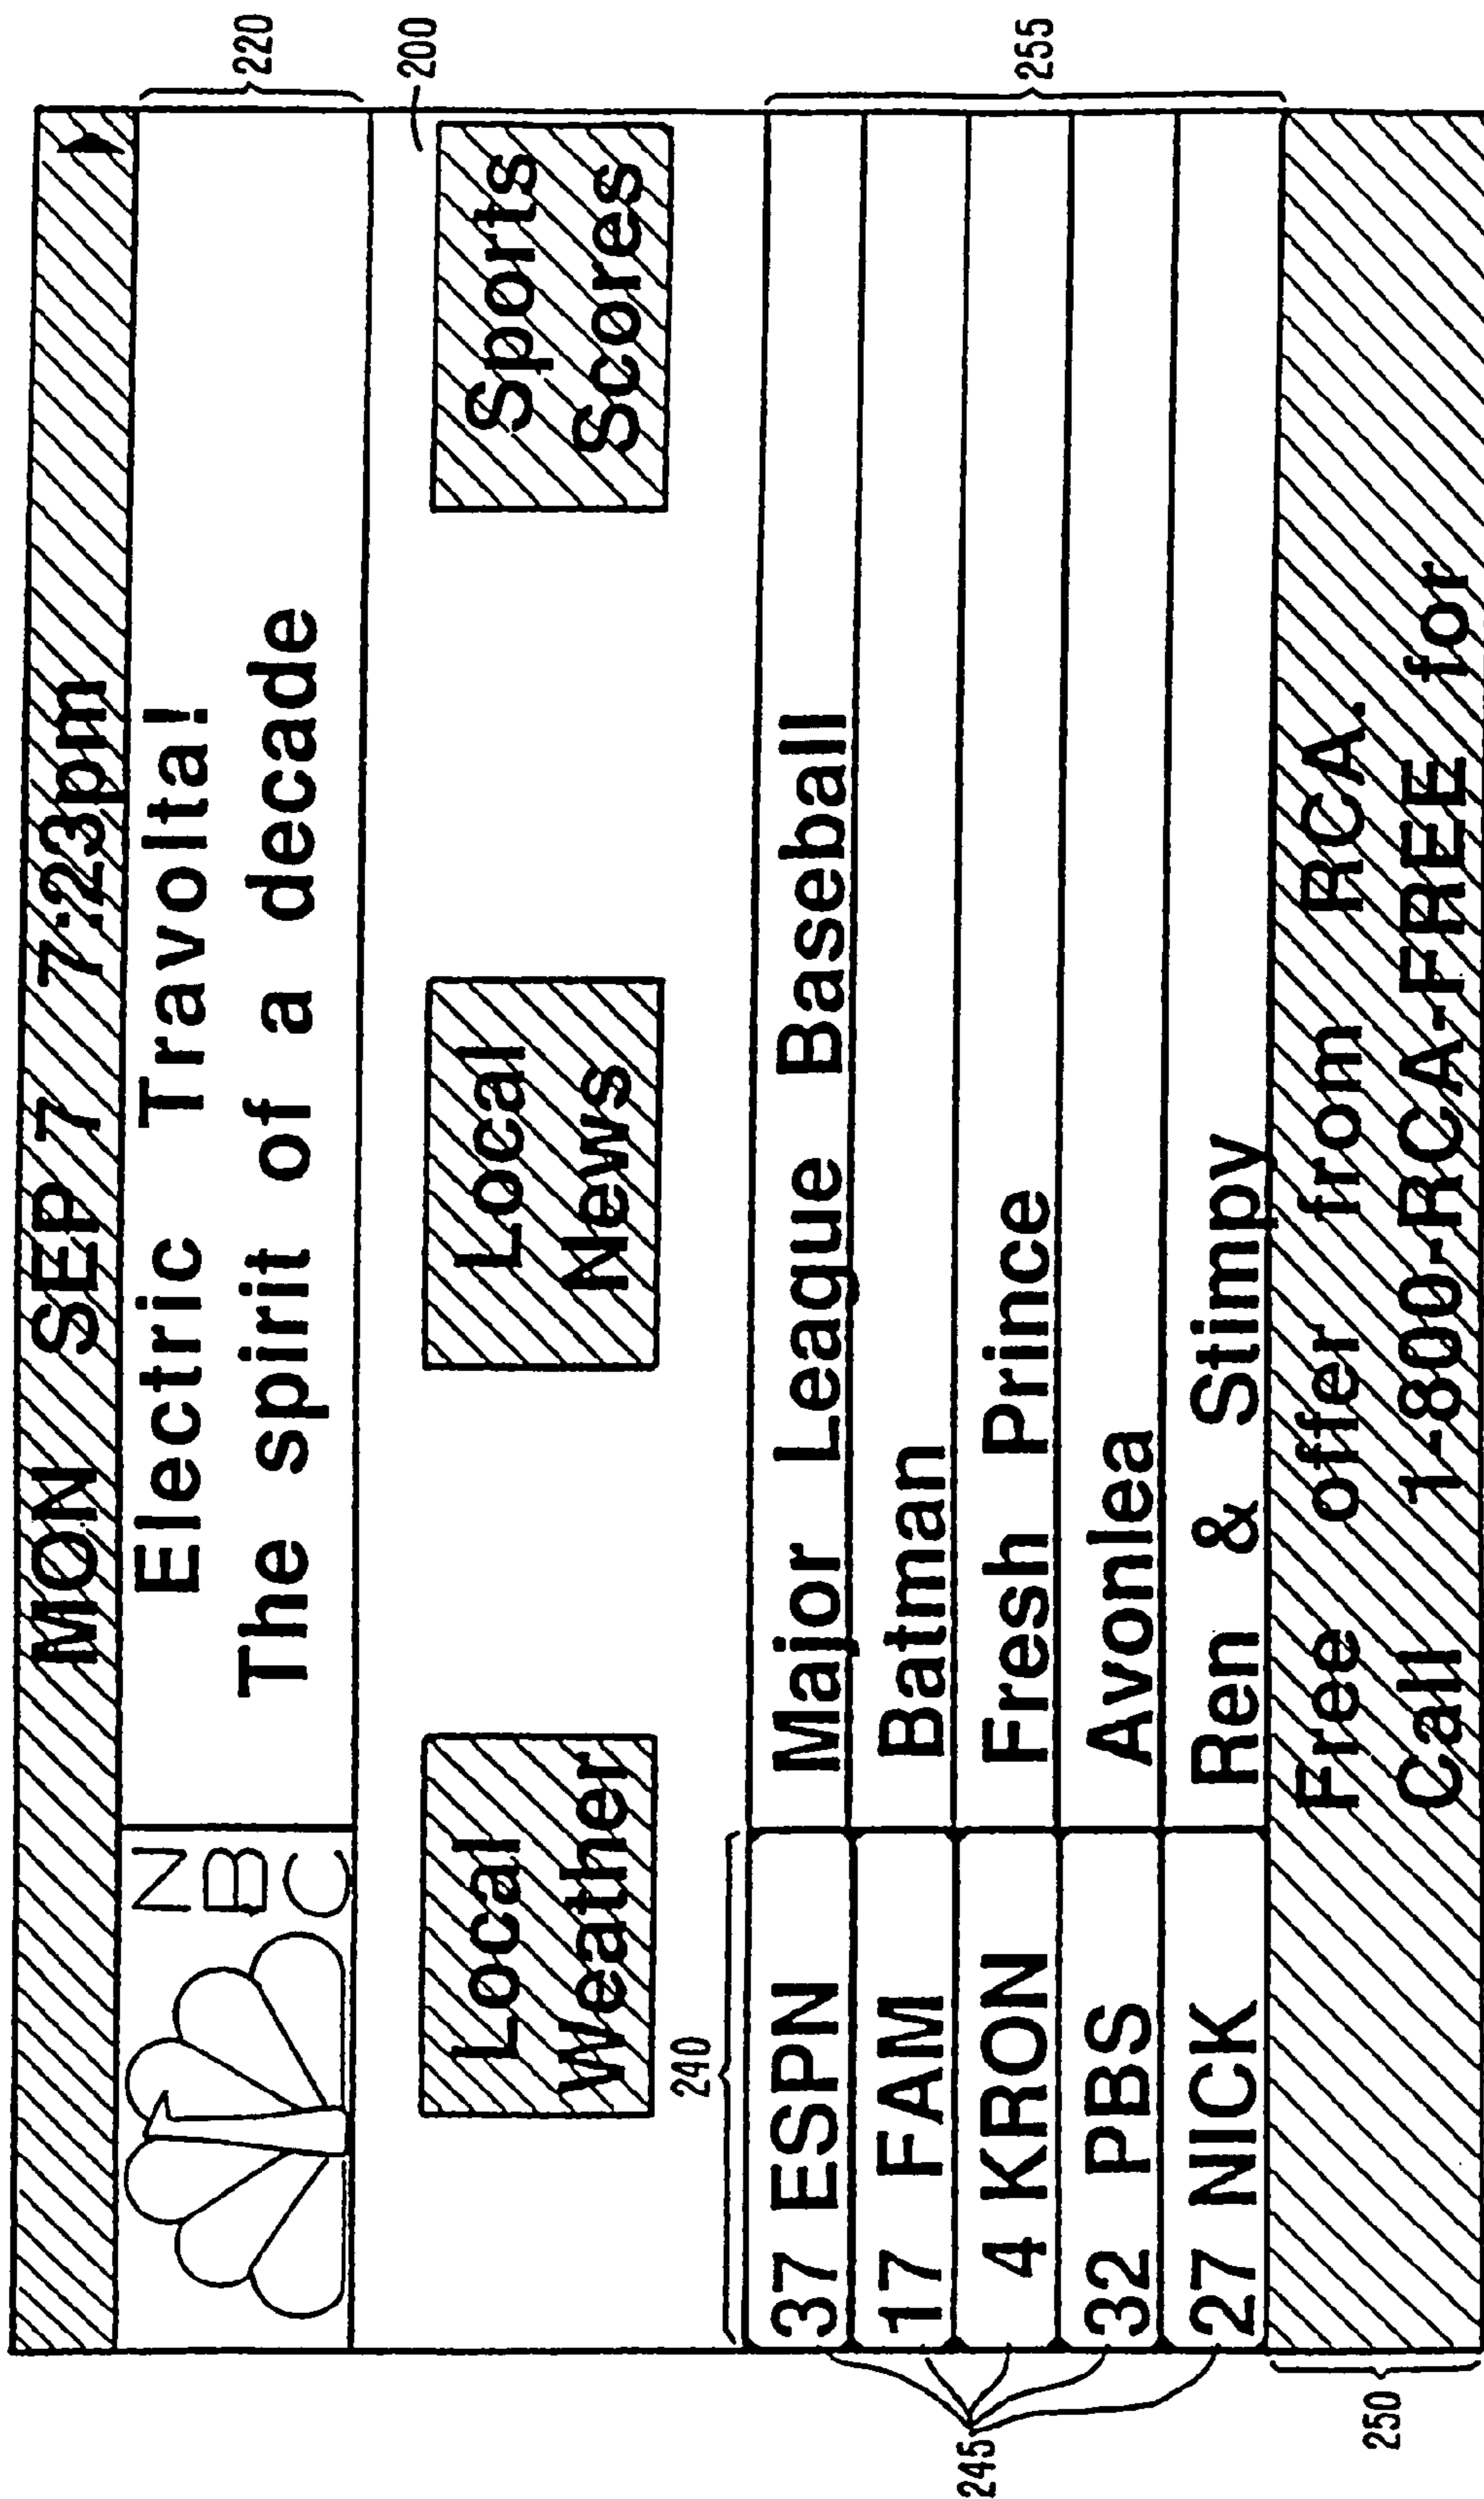 MON SEP 7 7:23pm
N
B
C
Electric Travolta!
The spirit of a decade
220
200
Local
Weather
Local
News
Sports
Scores
240
37 ESPN Major League Baseball
17 FAM Batman
4 KRON Fresh Prince
32 PBS Avonlea
27 NICK Ren & Stimpy
245
255
Free offer fron RCA.
Call 1-800-RCA-FREE for
250